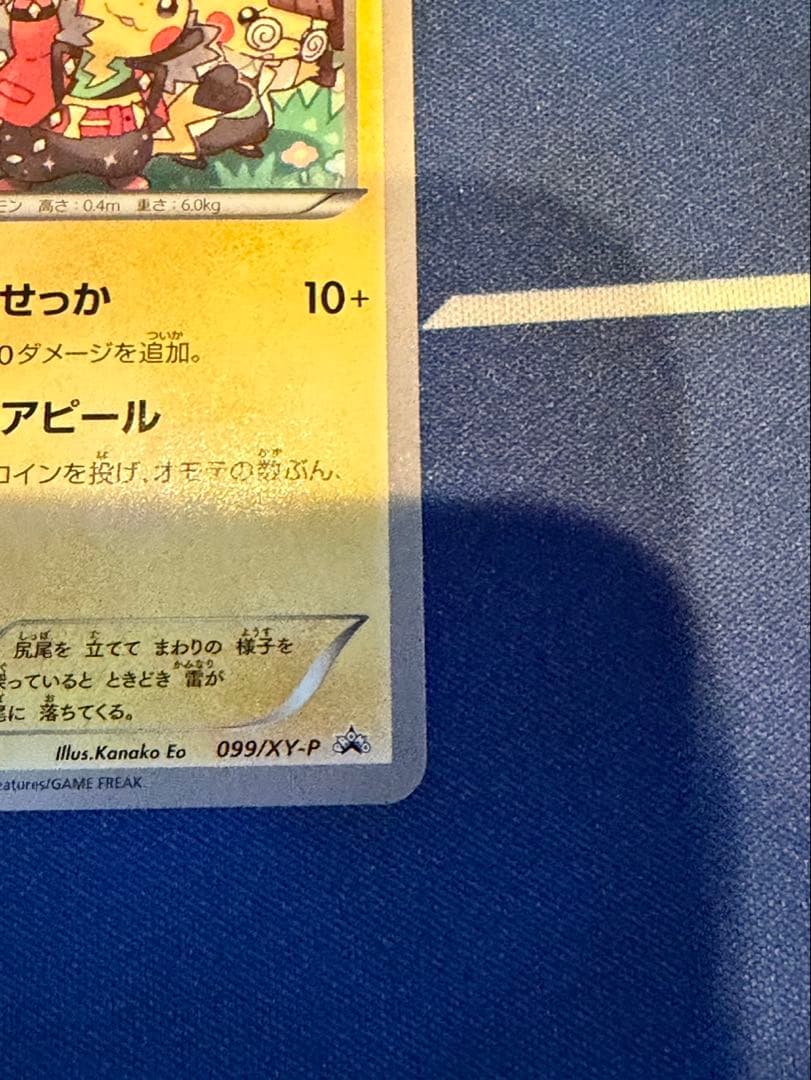 モン 高さ:0.4m 重さ:6.0kg
せっか 10+
0ダメージを追加。
アピール
コインを投げ、オモテの数ぶん、
尻尾を 立てて まわりの 様子を
っていると ときどき 雷が
尾に 落ちてくる。
Illus.Kanako Eo 099/XY-P
eatures/GAME FREAK.